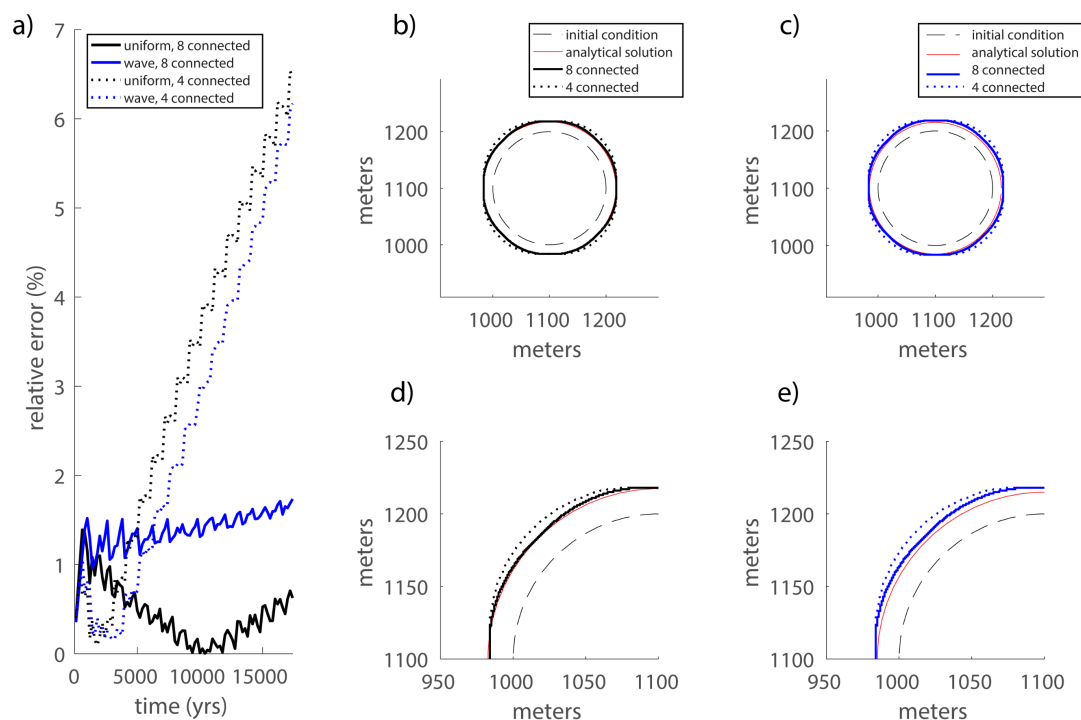 a)
7
6
5
4
3
2
1
0
relative error (%)
0 5000 10000 15000
time (yrs)
uniform, 8 connected
wave, 8 connected
uniform, 4 connected
wave, 4 connected
b)
initial condition
analytical solution
8 connected
4 connected
1200
1100
1000
meters
1000 1100 1200
meters
c)
initial condition
analytical solution
8 connected
4 connected
1200
1100
1000
meters
1000 1100 1200
meters
d)
1250
1200
1150
1100
meters
950 1000 1050 1100
meters
e)
1250
1200
1150
1100
meters
950 1000 1050 1100
meters